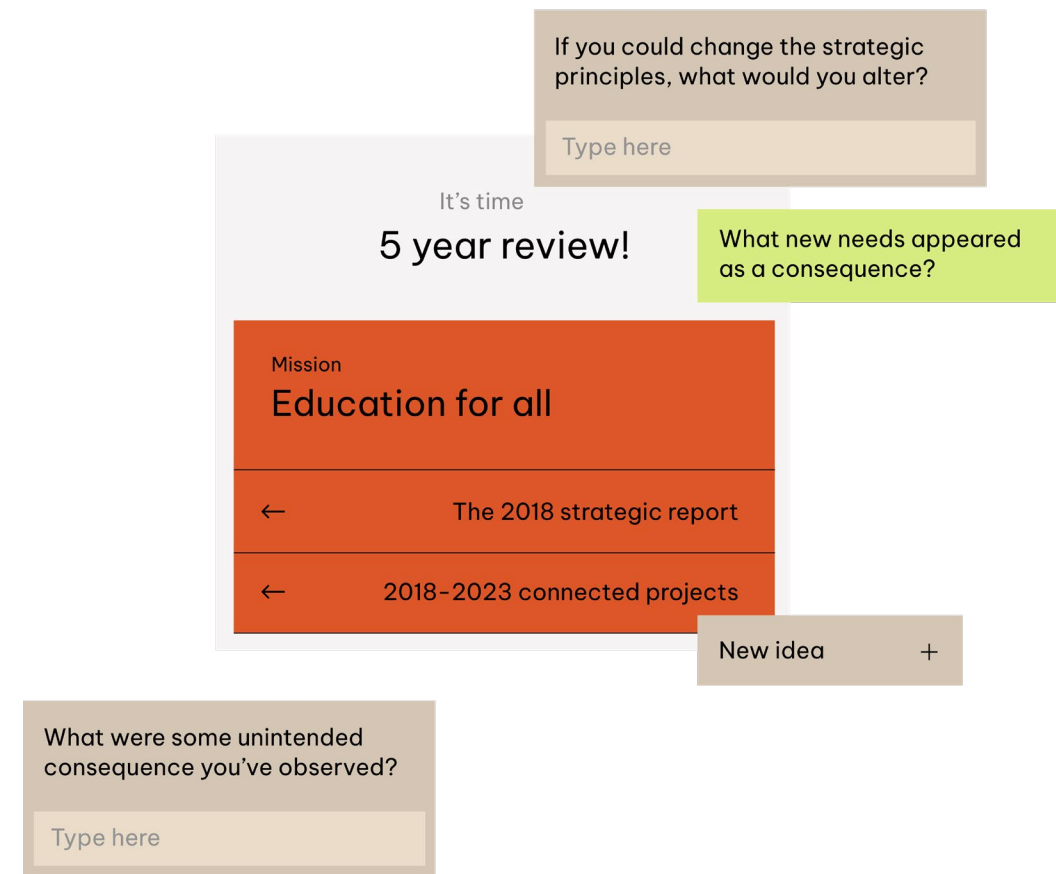 If you could change the strategic
principles, what would you alter?
Type here
It’s time
5 year review!
What new needs appeared
as a consequence?
Mission
Education for all
← The 2018 strategic report
← 2018-2023 connected projects
New idea +
What were some unintended
consequence you’ve observed?
Type here